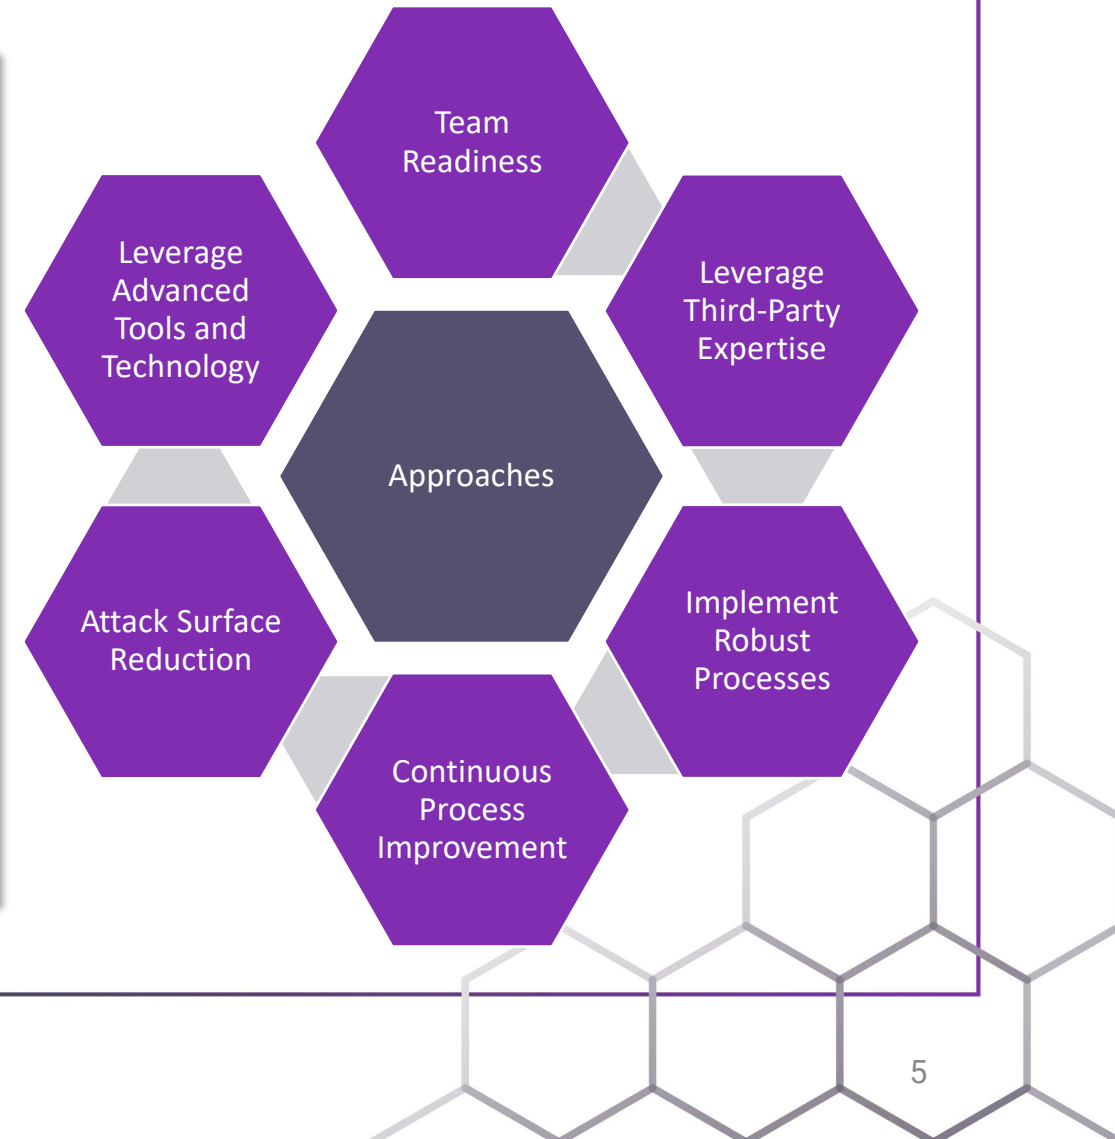 Team
Readiness
Leverage
Third-Party
Expertise
Implement
Robust
Processes
Continuous
Process
Improvement
Attack Surface
Reduction
Leverage
Advanced
Tools and
Technology
Approaches
5